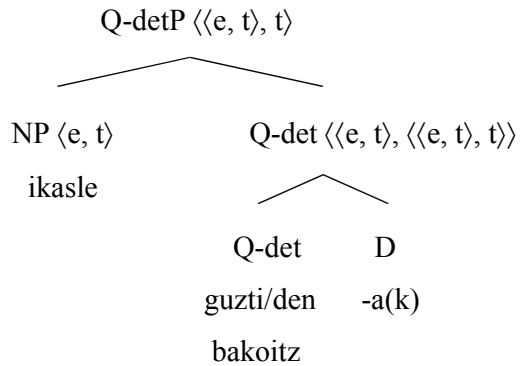 Q-detP ⟨⟨e, t⟩, t⟩
NP ⟨e, t⟩ Q-det ⟨⟨e, t⟩, ⟨⟨e, t⟩, t⟩⟩
ikasle
Q-det D
guzti/den -a(k)
bakoitz